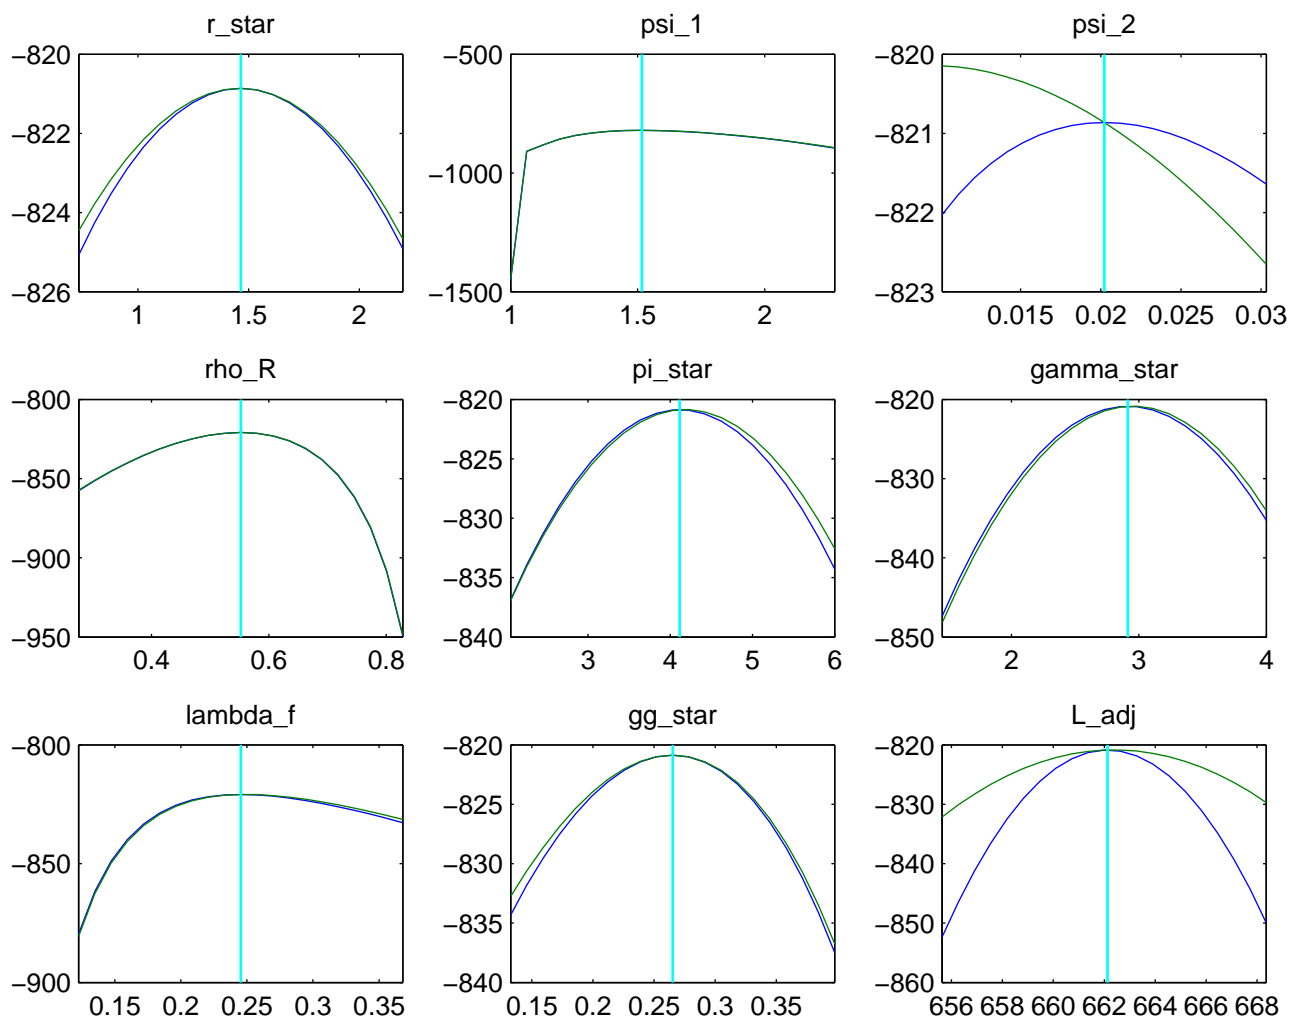 r_star
−820
−822
−824
−826
1 1.5 2
psi_1
−500
−1000
−1500
1 1.5 2
psi_2
−820
−821
−822
−823
0.015 0.02 0.025 0.03
rho_R
−800
−850
−900
−950
0.4 0.6 0.8
pi_star
−820
−825
−830
−835
−840
3 4 5 6
gamma_star
−820
−830
−840
−850
2 3 4
lambda_f
−800
−850
−900
0.15 0.2 0.25 0.3 0.35
gg_star
−820
−825
−830
−835
−840
0.15 0.2 0.25 0.3 0.35
L_adj
−820
−830
−840
−850
−860
656 658 660 662 664 666 668